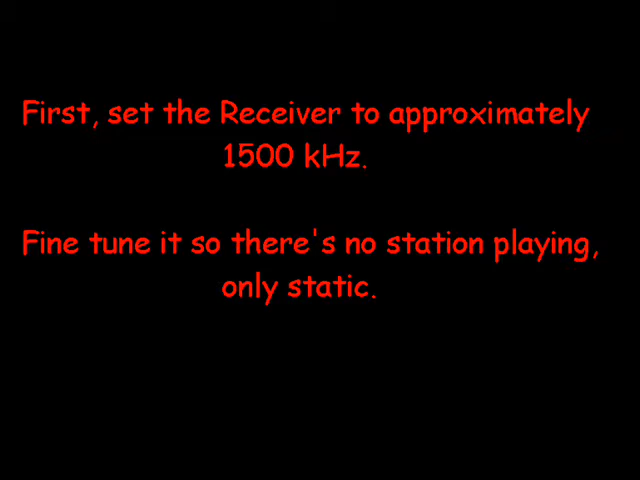 First, set the Receiver to approximately
1500 kHz.
Fine tune it so there's no station playing,
only static.